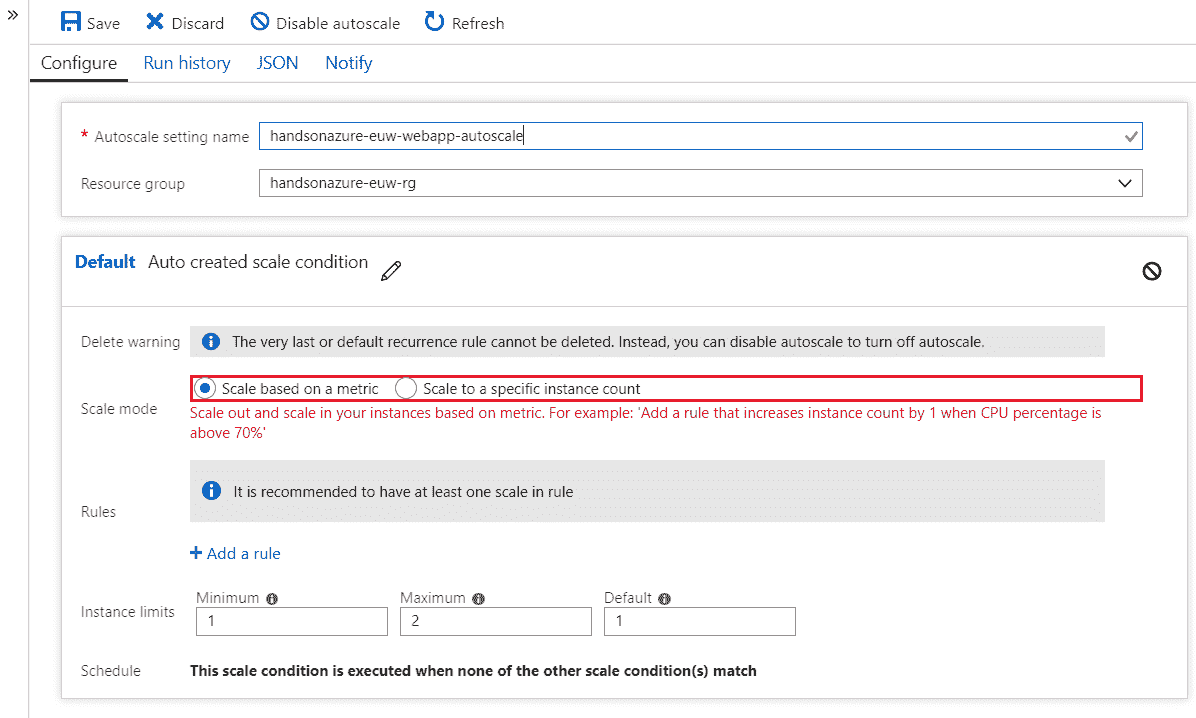 »
Save Discard Disable autoscale Refresh
Configure Run history JSON Notify
* Autoscale setting name handsonazure-euw-webapp-autoscale
Resource group handsonazure-euw-rg
Default Auto created scale condition
Delete warning The very last or default recurrence rule cannot be deleted. Instead, you can disable autoscale to turn off autoscale.
Scale based on a metric Scale to a specific instance count
Scale mode
Scale out and scale in your instances based on metric. For example: 'Add a rule that increases instance count by 1 when CPU percentage is
above 70%'
It is recommended to have at least one scale in rule
Rules
+ Add a rule
Minimum Maximum Default
Instance limits 1 2 1
Schedule This scale condition is executed when none of the other scale condition(s) match